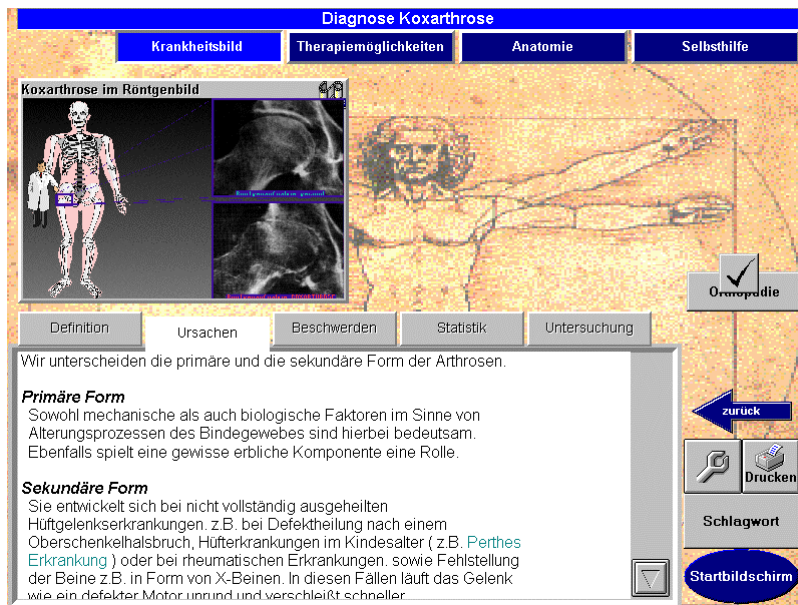 Diagnose Koxarthrose
Krankheitsbild
Therapiemöglichkeiten
Anatomie
Selbsthilfe
Koxarthrose im Röntgenbild
Orthopädie
Definition
Ursachen
Beschwerden
Statistik
Untersuchung
Wir unterscheiden die primäre und die sekundäre Form der Arthrosen.
Primäre Form
Sowohl mechanische als auch biologische Faktoren im Sinne von
Alterungsprozessen des Bindegewebes sind hierbei bedeutsam.
Ebenfalls spielt eine gewisse erbliche Komponente eine Rolle.
Sekundäre Form
Sie entwickelt sich bei nicht vollständig ausgeheilten
Hüftgelenkserkrankungen. z.B. bei Defektheilung nach einem
Oberschenkelhalsbruch, Hüfterkrankungen im Kindesalter ( z.B. Perthes
Erkrankung ) oder bei rheumatischen Erkrankungen. sowie Fehlstellung
der Beine z.B. in Form von X-Beinen. In diesen Fällen läuft das Gelenk
wie ein defekter Motor unrund und verschleißt schneller
zurück
Drucken
Schlagwort
Startbildschirm